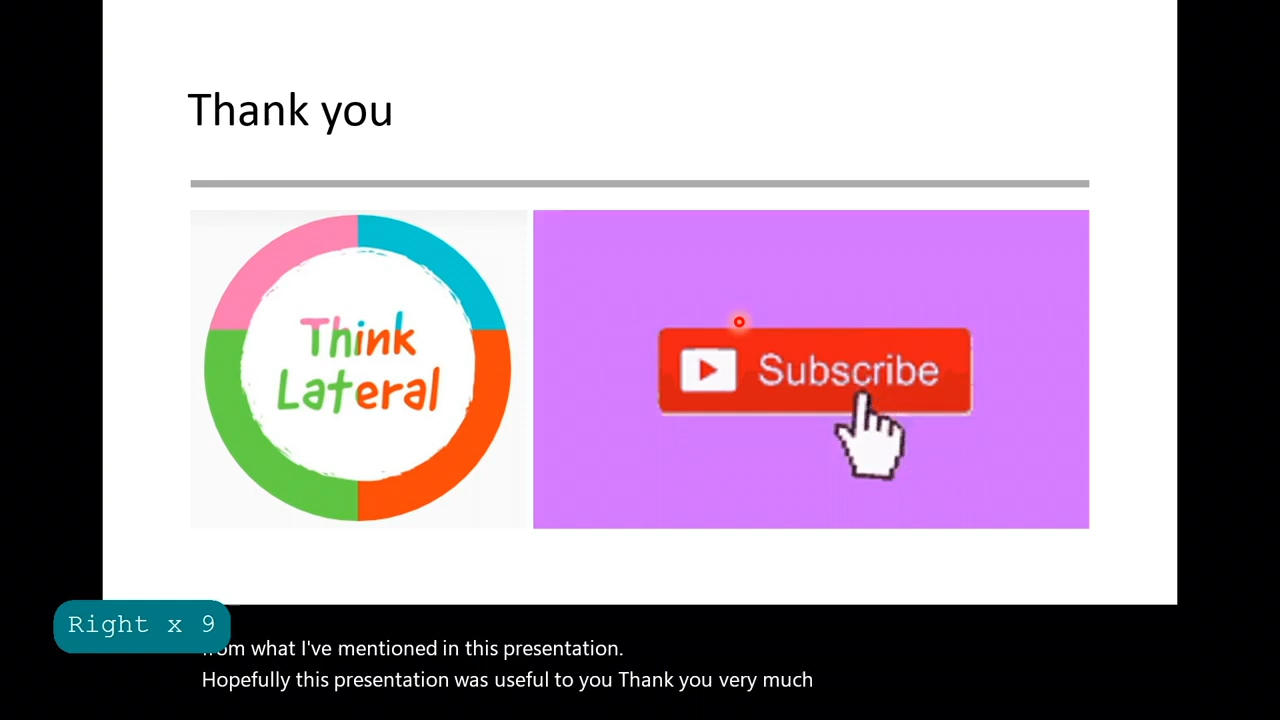 Thank you
Think
Lateral
Subscribe
Right x 9
from what I've mentioned in this presentation.
Hopefully this presentation was useful to you Thank you very much